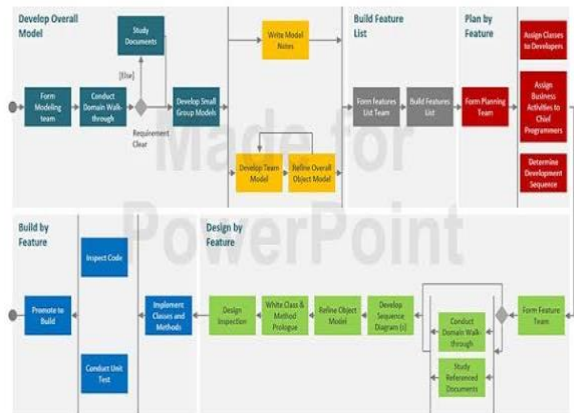 Develop Overall
Model
Study
Documents
[Else]
Form
Modeling
team
Conduct
Domain Walk-
through
Requirement
Clear
Develop Small
Group Models
Write Model
Notes
Develop Team
Model
Refine Overall
Object Model
Build Feature
List
Form Features
List Team
Build Features
List
Plan by
Feature
Form Planning
Team
Assign Classes
to Developers
Assign
Business
Activities to
Chief
Programmers
Determine
Development
Sequence
Made for
PowerPoint
Build by
Feature
Inspect Code
Promote to
Build
Conduct Unit
Test
Implement
Classes and
Methods
Design by
Feature
Design
Inspection
White Class &
Method
Prologue
Refine Object
Model
Develop
Sequence
Diagram (s)
Conduct
Domain Walk-
through
Study
Referenced
Documents
Form Feature
Team